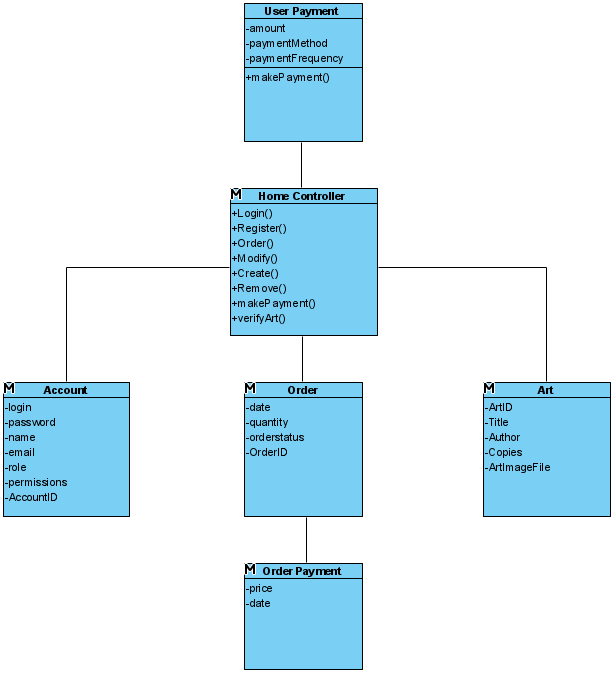 User Payment
-amount
-paymentMethod
-paymentFrequency
+makePayment()
M
Home Controller
+Login()
+Register()
+Order()
+Modify()
+Create()
+Remove()
+makePayment()
+verifyArt()
M
Account
-login
-password
-name
-email
-role
-permissions
-AccountID
M
Order
-date
-quantity
-orderstatus
-OrderID
M
Art
-ArtID
-Title
-Author
-Copies
-ArtImageFile
M
Order Payment
-price
-date